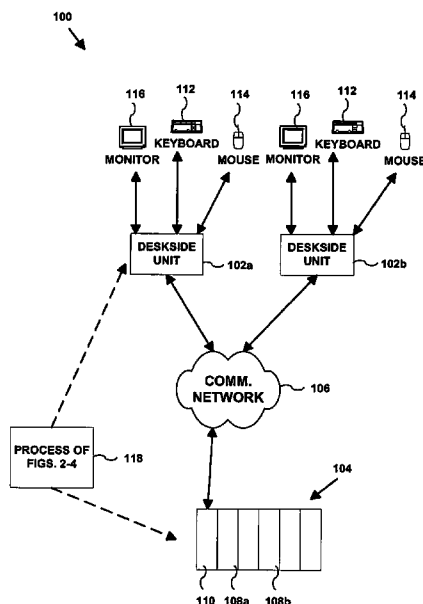 100
116 112 114 116 112 114
KEYBOARD KEYBOARD
MONITOR MOUSE MONITOR MOUSE
DESKSIDE DESKSIDE
UNIT UNIT
102a 102b
COMM.
NETWORK
106
PROCESS OF
FIGS. 2-4
118
104
110 108a 108b